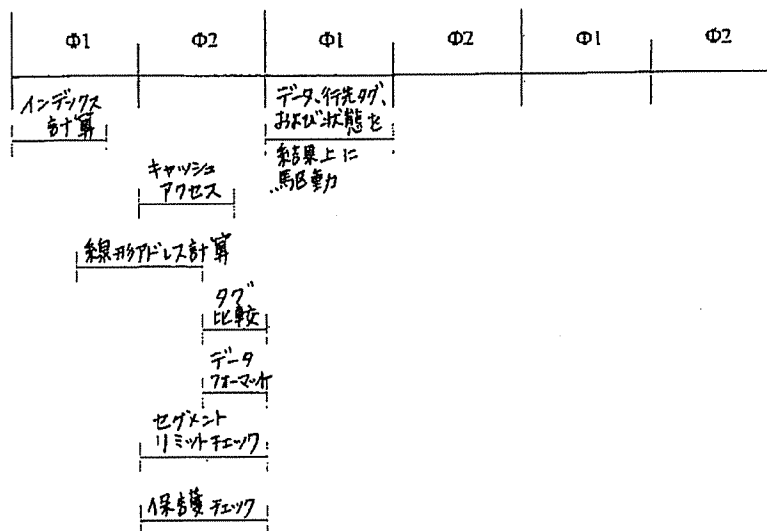 Φ1 Φ2 Φ1 Φ2 Φ1 Φ2
インデックス
計算
データ、行先タグ、
および状態を
結果上に
駆動
キャッシュ
アクセス
線形アドレス計算
タグ
比較
データ
フォーマット
セグメント
リミットチェック
保護チェック